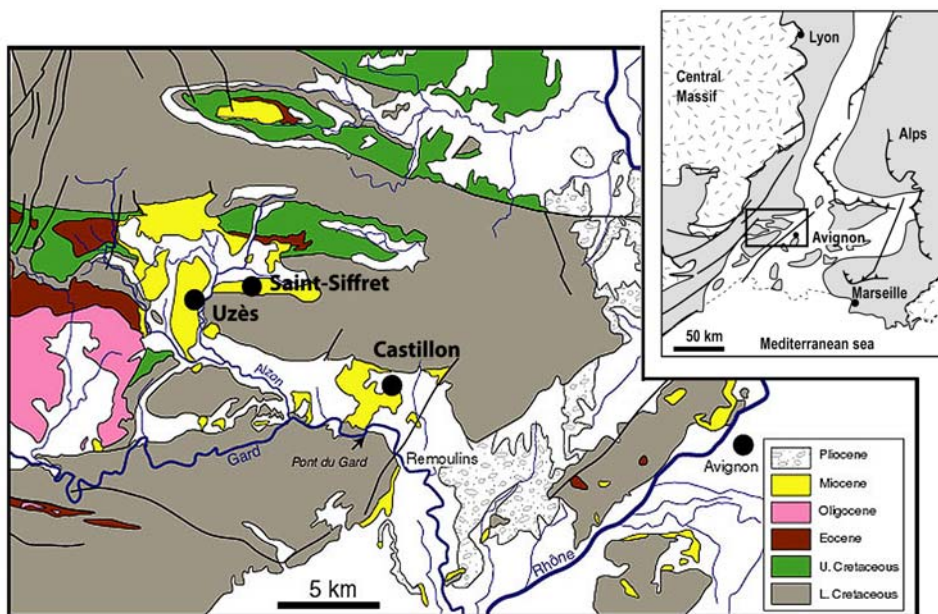 Lyon
Central
Massif
Alps
Avignon
Marseille
50 km
Mediterranean sea
Saint-Siffret
Uzès
Castillon
Alzon
Gard
Pont du Gard
Remoulins
Avignon
Rhône
5 km
Pliocene
Miocene
Oligocene
Eocene
U. Cretaceous
L. Cretaceous